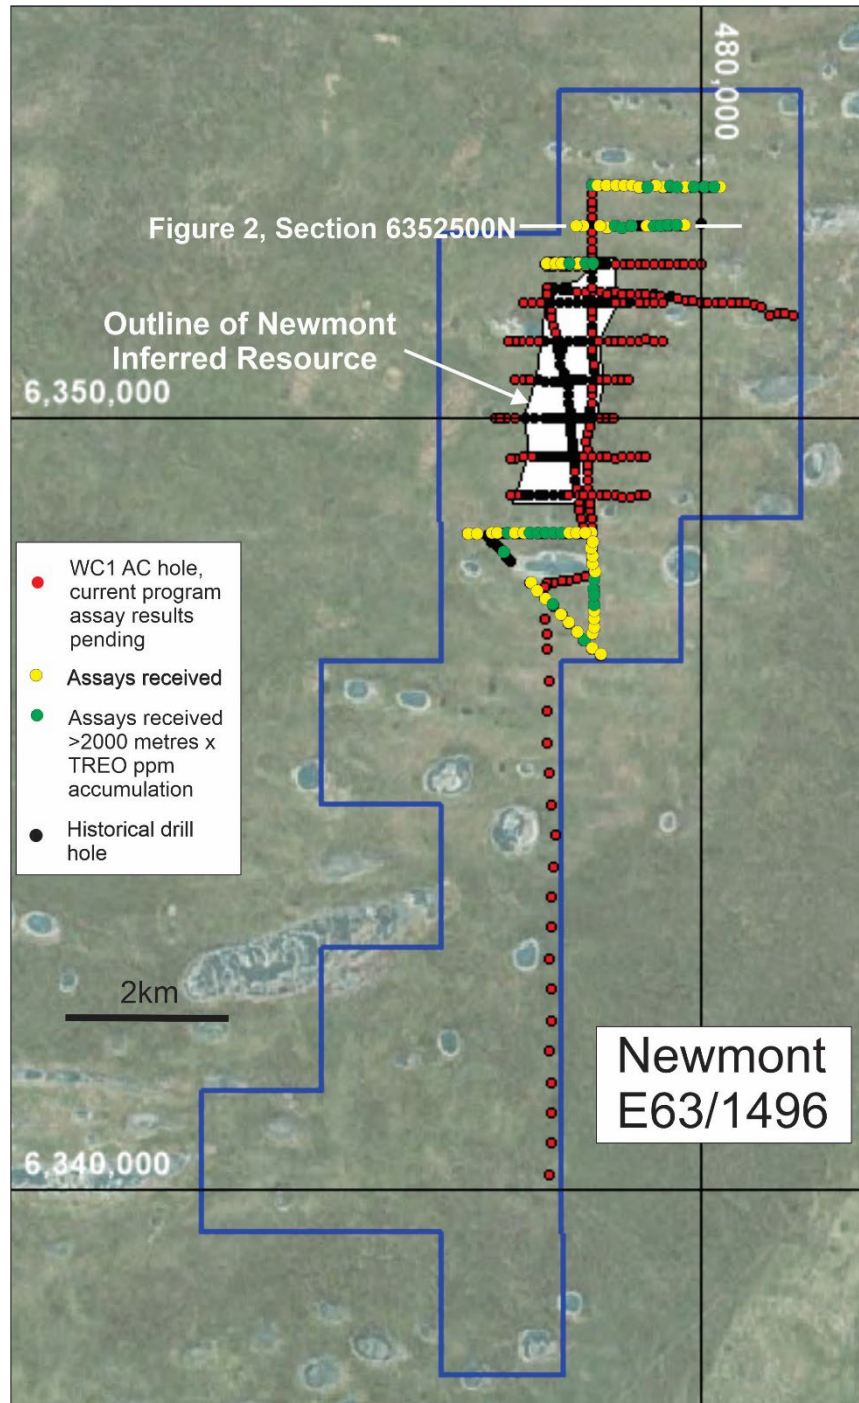 480,000
Figure 2, Section 6352500N
Outline of Newmont
Inferred Resource
6,350,000
WC1 AC hole,
current program
assay results
pending
Assays received
Assays received
>2000 metres x
TREO ppm
accumulation
Historical drill
hole
2km
Newmont
E63/1496
6,340,000